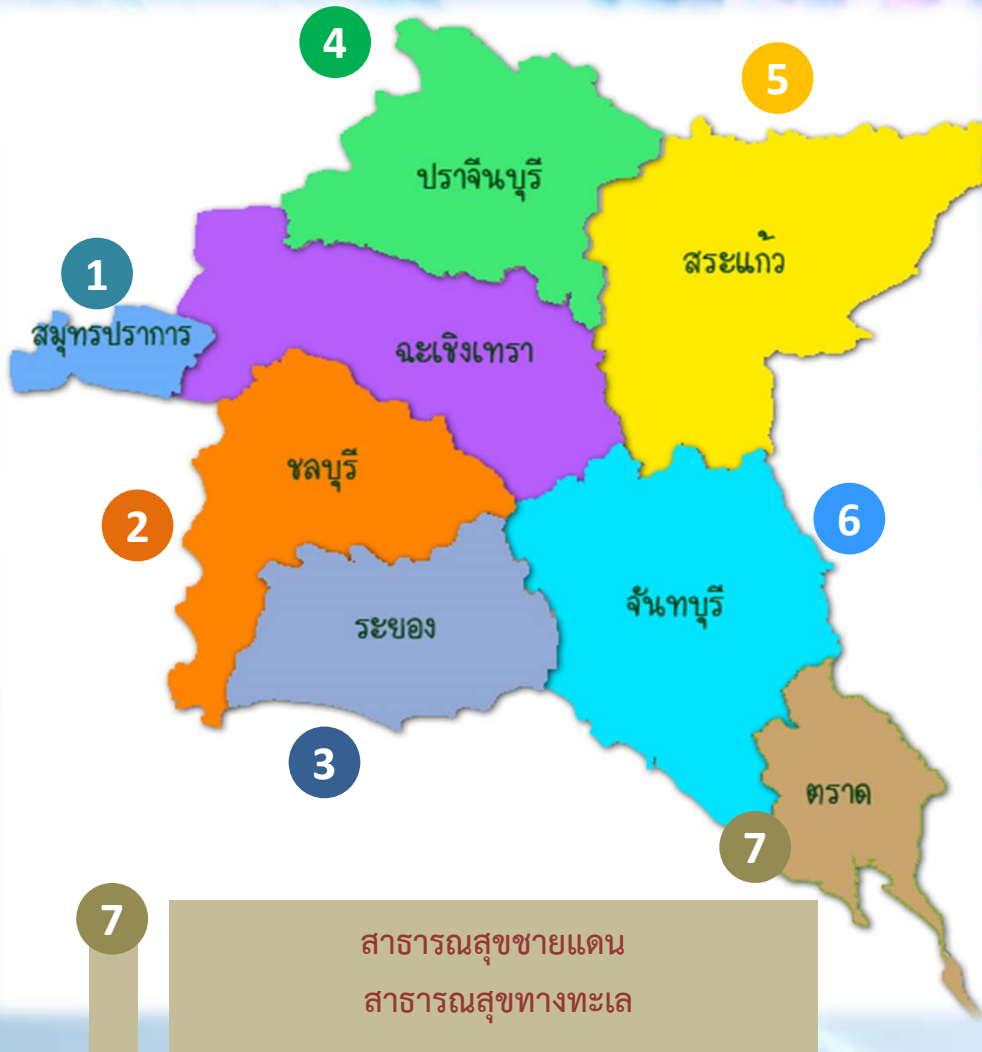 4
5
ปราจีนบุรี
สระแก้ว
1
สมุทรปราการ
ฉะเชิงเทรา
ชลบุรี
2
6
จันทบุรี
ระยอง
3
ตราด
7
7
สาธารณสุขชายแดน
สาธารณสุขทางทะเล